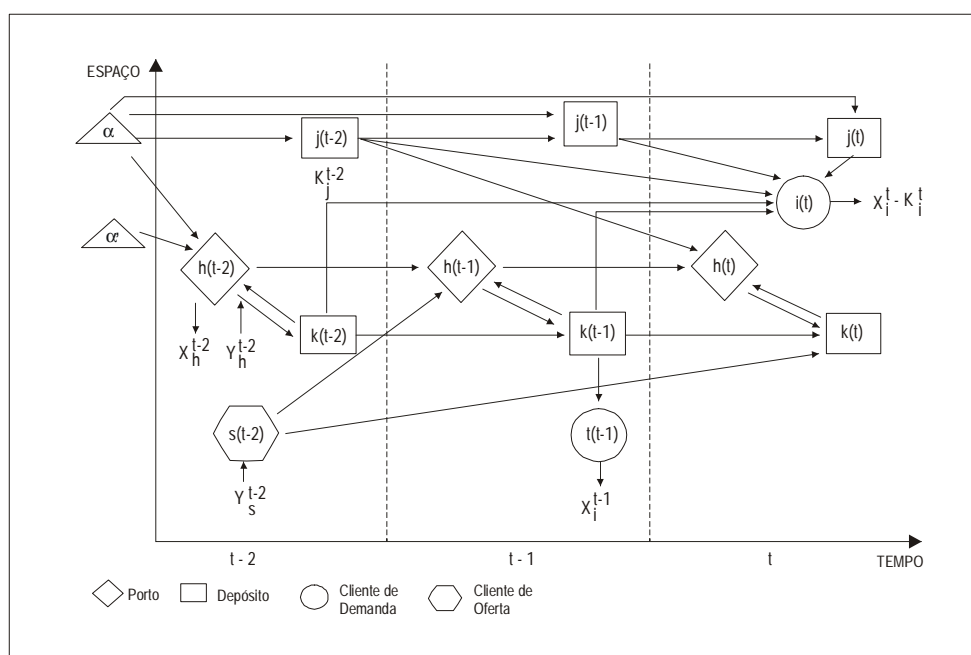 ESPAÇO
α
j(t-2)
j(t-1)
j(t)
K t-2 j
i(t)
X t i - K t i
α'
h(t-2)
h(t-1)
h(t)
k(t-2)
k(t-1)
k(t)
X t-2 h
Y t-2 h
s(t-2)
t(t-1)
Y t-2 s
X t-1 i
t - 2
t - 1
t
TEMPO
Porto
Depósito
Cliente de
Demanda
Cliente de
Oferta